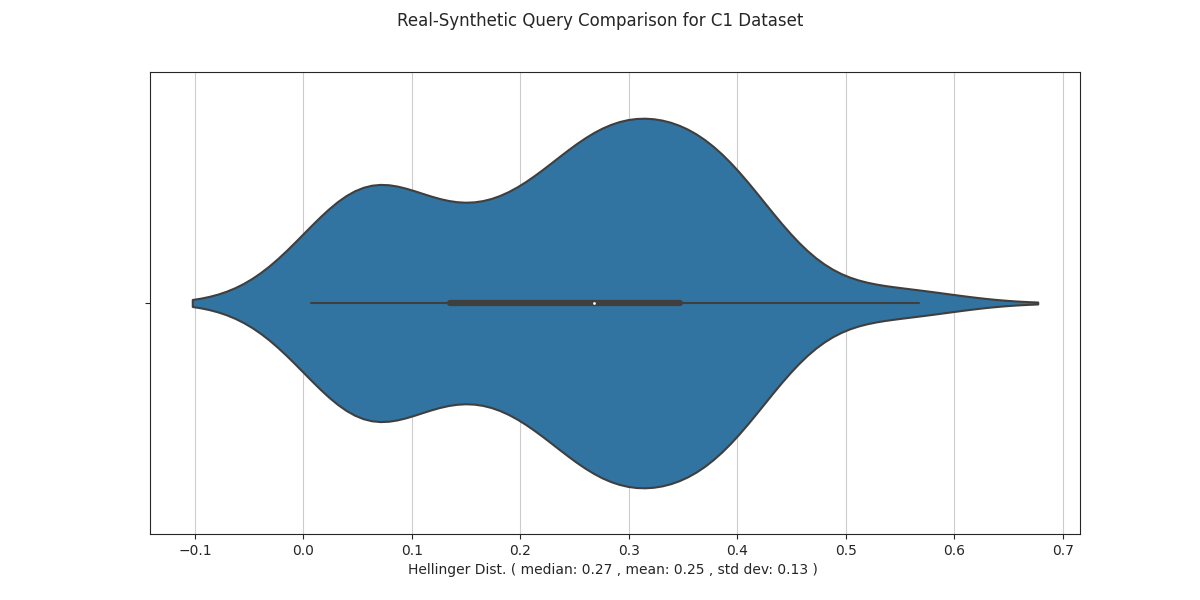 Real-Synthetic Query Comparison for C1 Dataset
−0.1 0.0 0.1 0.2 0.3 0.4 0.5 0.6 0.7
Hellinger Dist. ( median: 0.27 , mean: 0.25 , std dev: 0.13 )